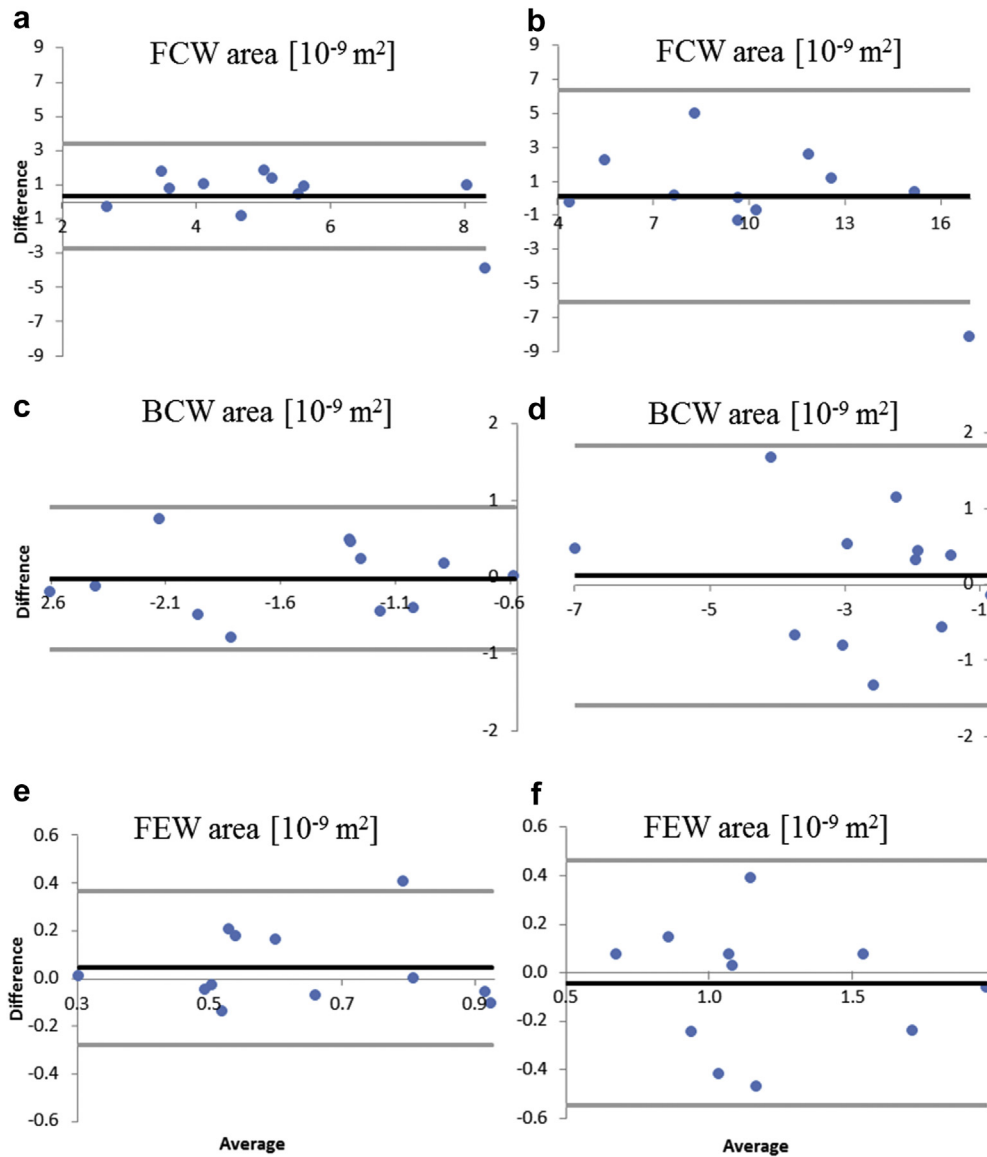 a
FCW area [10⁻⁹ m²]
Difference
9
7
5
3
1
1
-3
-5
-7
-9
2 4 6 8
b
FCW area [10⁻⁹ m²]
9
7
5
3
1
-1
-3
-5
-7
-9
4 7 10 13 16
c
BCW area [10⁻⁹ m²]
Diffrence
2
1
0
-1
-2
2.6 -2.1 -1.6 -1.1 -0.6
d
BCW area [10⁻⁹ m²]
2
1
0
-1
-2
-7 -5 -3 -1
e
FEW area [10⁻⁹ m²]
Difference
0.6
0.4
0.2
0.0
-0.2
-0.4
-0.6
0.3 0.5 0.7 0.9
Average
f
FEW area [10⁻⁹ m²]
0.6
0.4
0.2
0.0
-0.2
-0.4
-0.6
0.5 1.0 1.5
Average